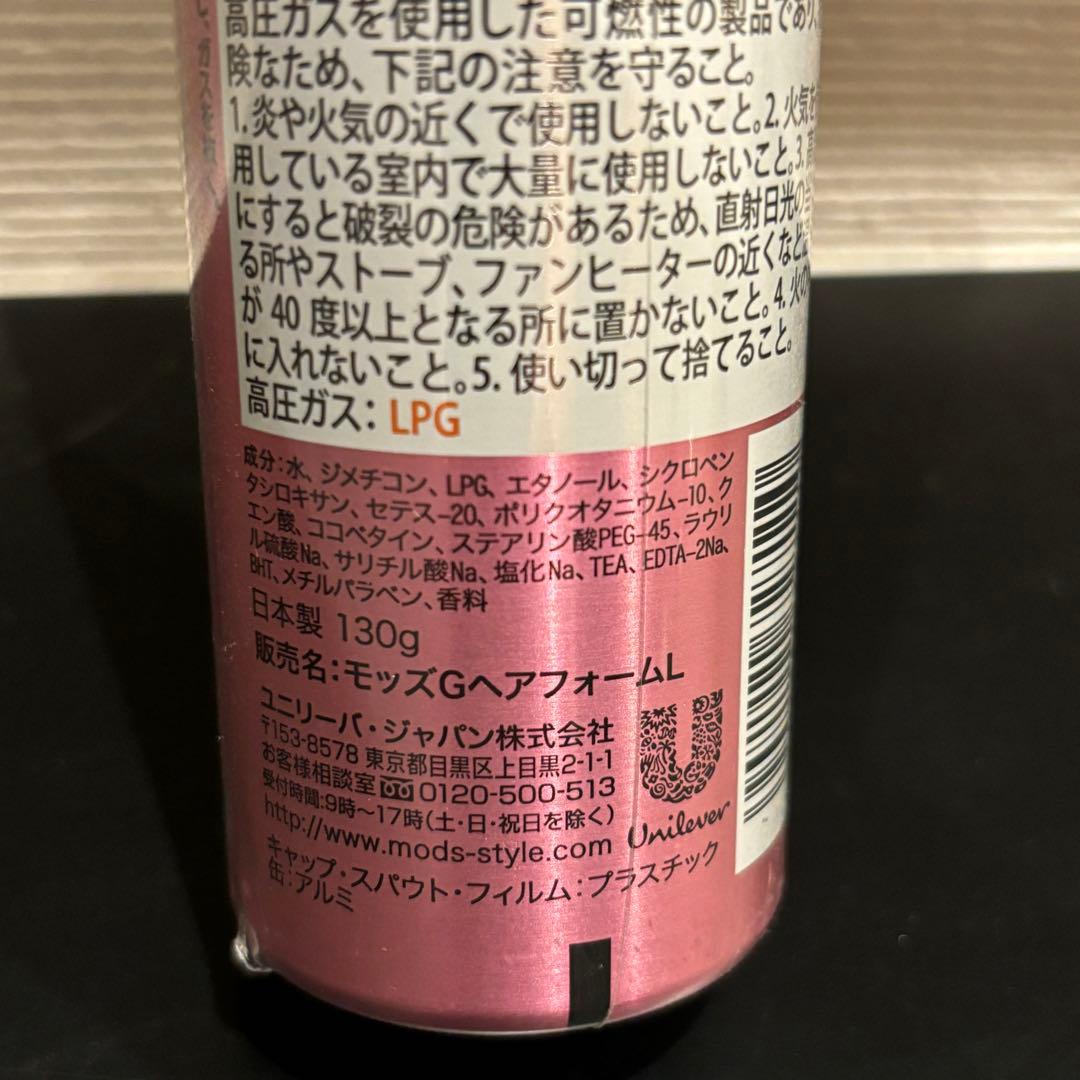 高圧ガスを使用した可燃性の製品であり、
険なため、下記の注意を守ること。
1. 炎や火気の近くで使用しないこと。2. 火気を
用している室内で大量に使用しないこと。3.
にすると破裂の危険があるため、直射日光の
る所やストーブ、ファンヒーターの近くなど
が 40 度以上となる所に置かないこと。4. 火の
に入れないこと。5. 使い切って捨てること。
高圧ガス：LPG
成分：水、ジメチコン、LPG、エタノール、シクロペン
タシロキサン、セテス-20、ポリクオタニウム-10、ク
エン酸、ココベタイン、ステアリン酸PEG-45、ラウリ
ル硫酸Na、サリチル酸Na、塩化Na、TEA、EDTA-2Na、
BHT、メチルパラベン、香料
日本製 130g
販売名：モッズGヘアフォームL
ユニリーバ・ジャパン株式会社
〒153-8578 東京都目黒区上目黒2-1-1
お客様相談室 0120-500-513
受付時間：9時〜17時（土・日・祝日を除く）
http://www.mods-style.com
Unilever
キャップ・スパウト・フィルム：プラスチック
缶：アルミ